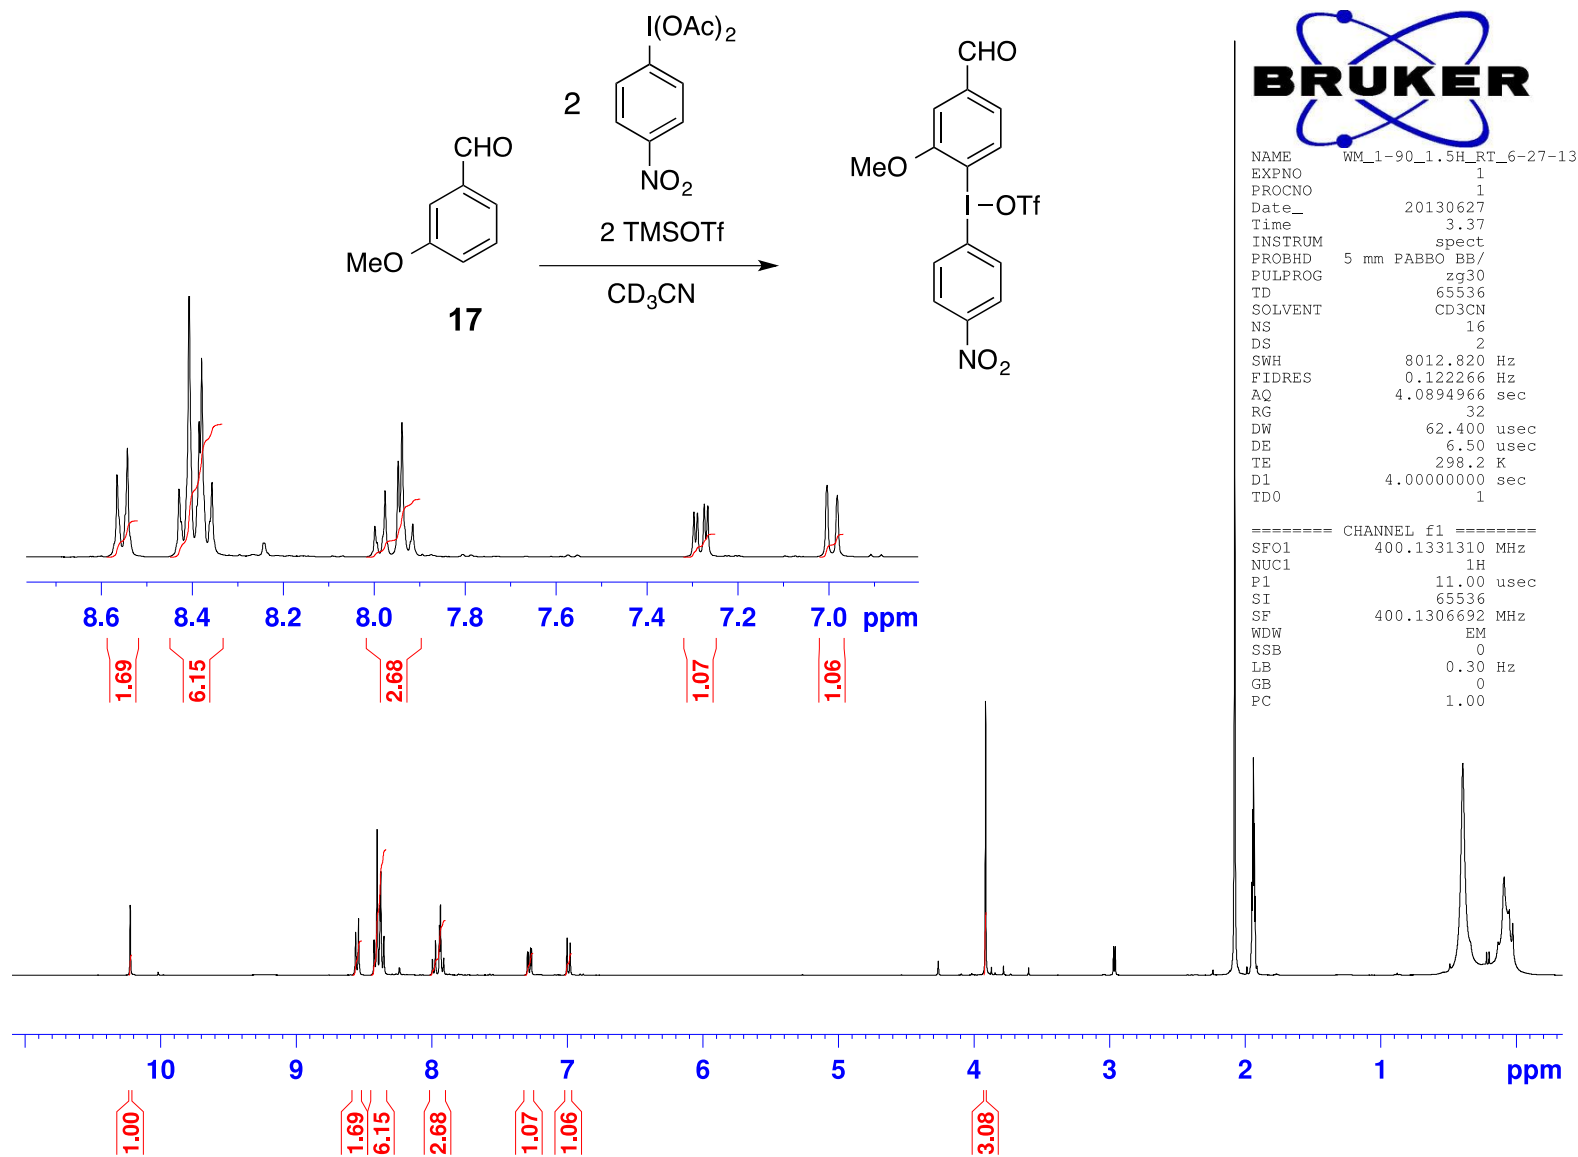 I(OAc)2
2
NO2
CHO
MeO
17
2 TMSOTf
CD3CN
CHO
MeO
I–OTf
NO2
BRUKER
NAME WM_1-90_1.5H_RT_6-27-13
EXPNO 1
PROCNO 1
Date_ 20130627
Time 3.37
INSTRUM spect
PROBHD 5 mm PABBO BB/
PULPROG zg30
TD 65536
SOLVENT CD3CN
NS 16
DS 2
SWH 8012.820 Hz
FIDRES 0.122266 Hz
AQ 4.0894966 sec
RG 32
DW 62.400 usec
DE 6.50 usec
TE 298.2 K
D1 4.00000000 sec
TD0 1
======== CHANNEL f1 ========
SFO1 400.1331310 MHz
NUC1 1H
P1 11.00 usec
SI 65536
SF 400.1306692 MHz
WDW EM
SSB 0
LB 0.30 Hz
GB 0
PC 1.00
8.6 8.4 8.2 8.0 7.8 7.6 7.4 7.2 7.0 ppm
1.69 6.15 2.68 1.07 1.06
10 9 8 7 6 5 4 3 2 1 ppm
1.00 1.69 6.15 2.68 1.07 1.06 3.08